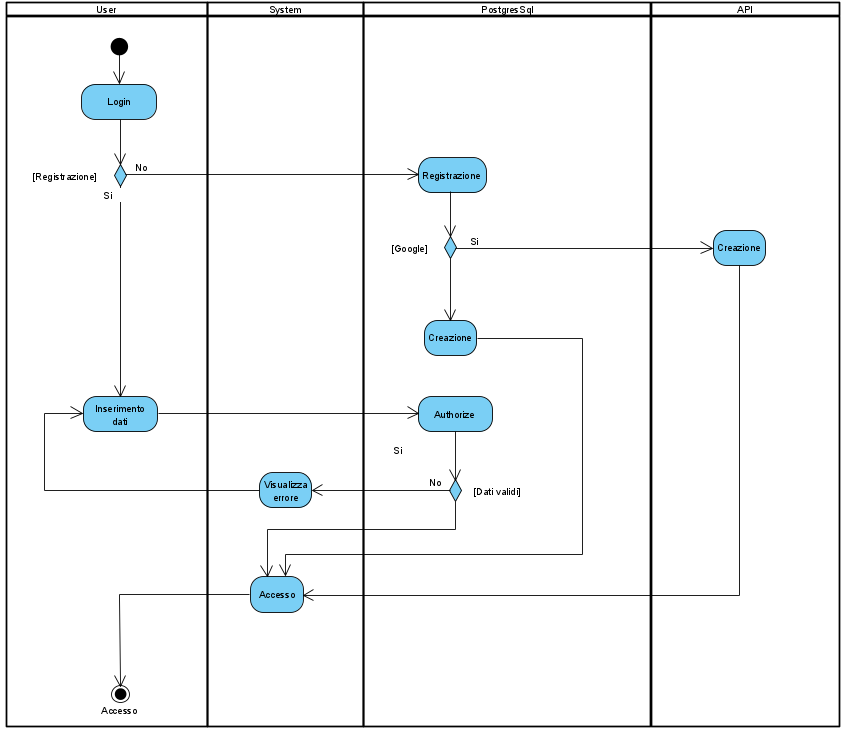 User
System
PostgresSql
API
Login
No
[Registrazione]
Si
Registrazione
[Google]
Si
Creazione
Creazione
Inserimento
dati
Authorize
Si
No
Visualizza
errore
[Dati validi]
Accesso
Accesso